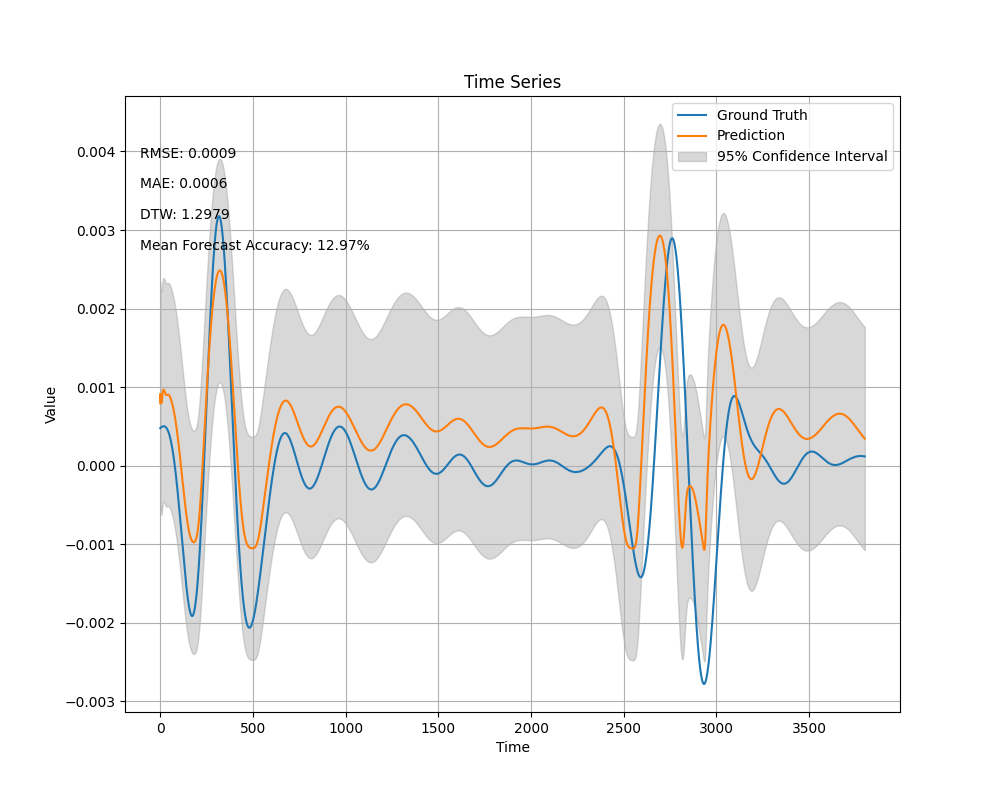 Time Series
Ground Truth
Prediction
95% Confidence Interval
RMSE: 0.0009
MAE: 0.0006
DTW: 1.2979
Mean Forecast Accuracy: 12.97%
0.004
0.003
0.002
0.001
0.000
−0.001
−0.002
−0.003
Value
0 500 1000 1500 2000 2500 3000 3500
Time